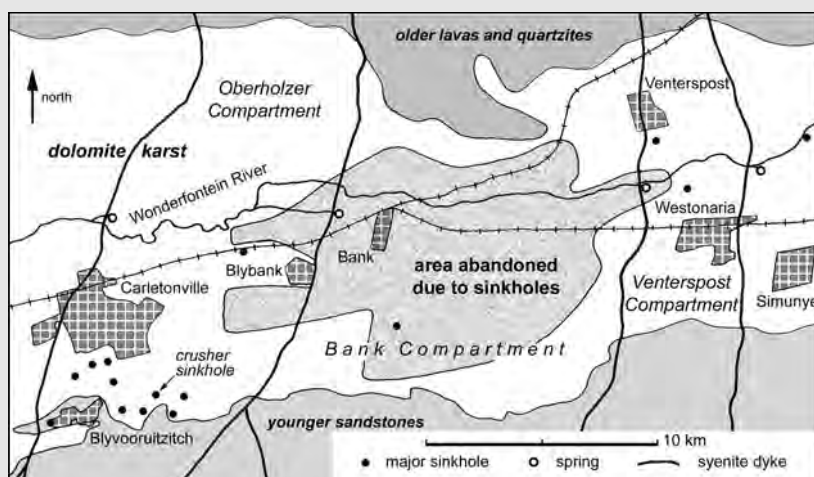 older lavas and quartzites
north
Oberholzer
Compartment
Venterspost
dolomite karst
Wonderfontein River
Westonaria
Bank
Blybank
area abandoned
due to sinkholes
Carletonville
Venterspost
Compartment
Simunye
crusher
sinkhole
Bank Compartment
younger sandstones
Blyvooruitzitch
10 km
major sinkhole
spring
syenite dyke